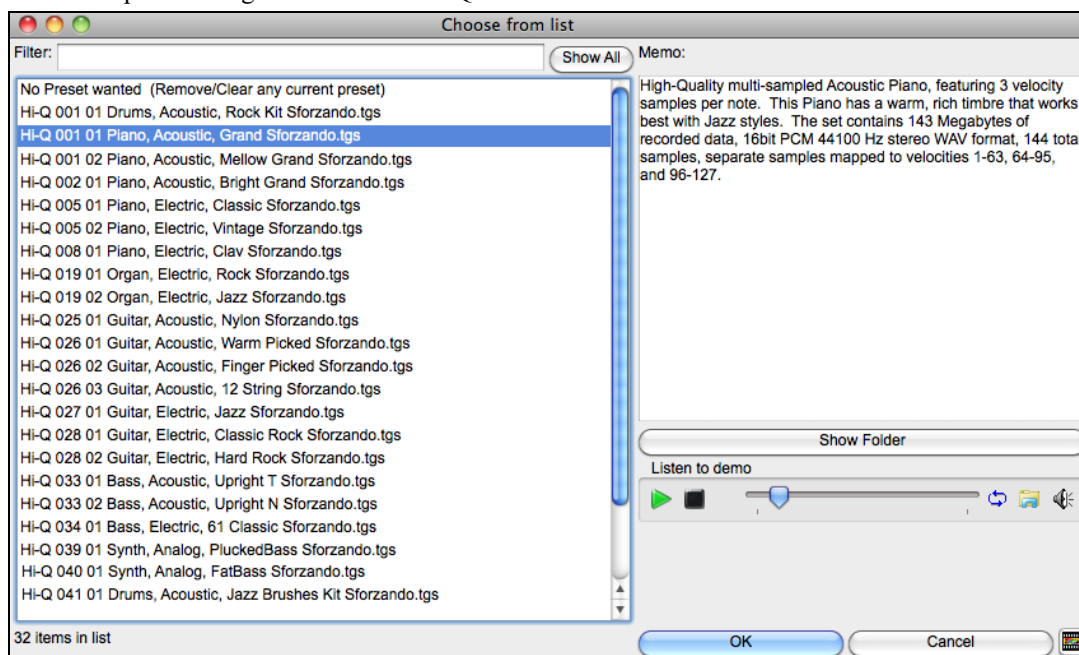 Choose from list
Filter:
Show All
Memo:
No Preset wanted  (Remove/Clear any current preset)
Hi-Q 001 01 Drums, Acoustic, Rock Kit Sforzando.tgs
Hi-Q 001 01 Piano, Acoustic, Grand Sforzando.tgs
Hi-Q 001 02 Piano, Acoustic, Mellow Grand Sforzando.tgs
Hi-Q 002 01 Piano, Acoustic, Bright Grand Sforzando.tgs
Hi-Q 005 01 Piano, Electric, Classic Sforzando.tgs
Hi-Q 005 02 Piano, Electric, Vintage Sforzando.tgs
Hi-Q 008 01 Piano, Electric, Clav Sforzando.tgs
Hi-Q 019 01 Organ, Electric, Rock Sforzando.tgs
Hi-Q 019 02 Organ, Electric, Jazz Sforzando.tgs
Hi-Q 025 01 Guitar, Acoustic, Nylon Sforzando.tgs
Hi-Q 026 01 Guitar, Acoustic, Warm Picked Sforzando.tgs
Hi-Q 026 02 Guitar, Acoustic, Finger Picked Sforzando.tgs
Hi-Q 026 03 Guitar, Acoustic, 12 String Sforzando.tgs
Hi-Q 027 01 Guitar, Electric, Jazz Sforzando.tgs
Hi-Q 028 01 Guitar, Electric, Classic Rock Sforzando.tgs
Hi-Q 028 02 Guitar, Electric, Hard Rock Sforzando.tgs
Hi-Q 033 01 Bass, Acoustic, Upright T Sforzando.tgs
Hi-Q 033 02 Bass, Acoustic, Upright N Sforzando.tgs
Hi-Q 034 01 Bass, Electric, 61 Classic Sforzando.tgs
Hi-Q 039 01 Synth, Analog, PluckedBass Sforzando.tgs
Hi-Q 040 01 Synth, Analog, FatBass Sforzando.tgs
Hi-Q 041 01 Drums, Acoustic, Jazz Brushes Kit Sforzando.tgs
32 items in list
High-Quality multi-sampled Acoustic Piano, featuring 3 velocity
samples per note.  This Piano has a warm, rich timbre that works
best with Jazz styles.  The set contains 143 Megabytes of
recorded data, 16bit PCM 44100 Hz stereo WAV format, 144 total
samples, separate samples mapped to velocities 1-63, 64-95,
and 96-127.
Show Folder
Listen to demo
OK
Cancel